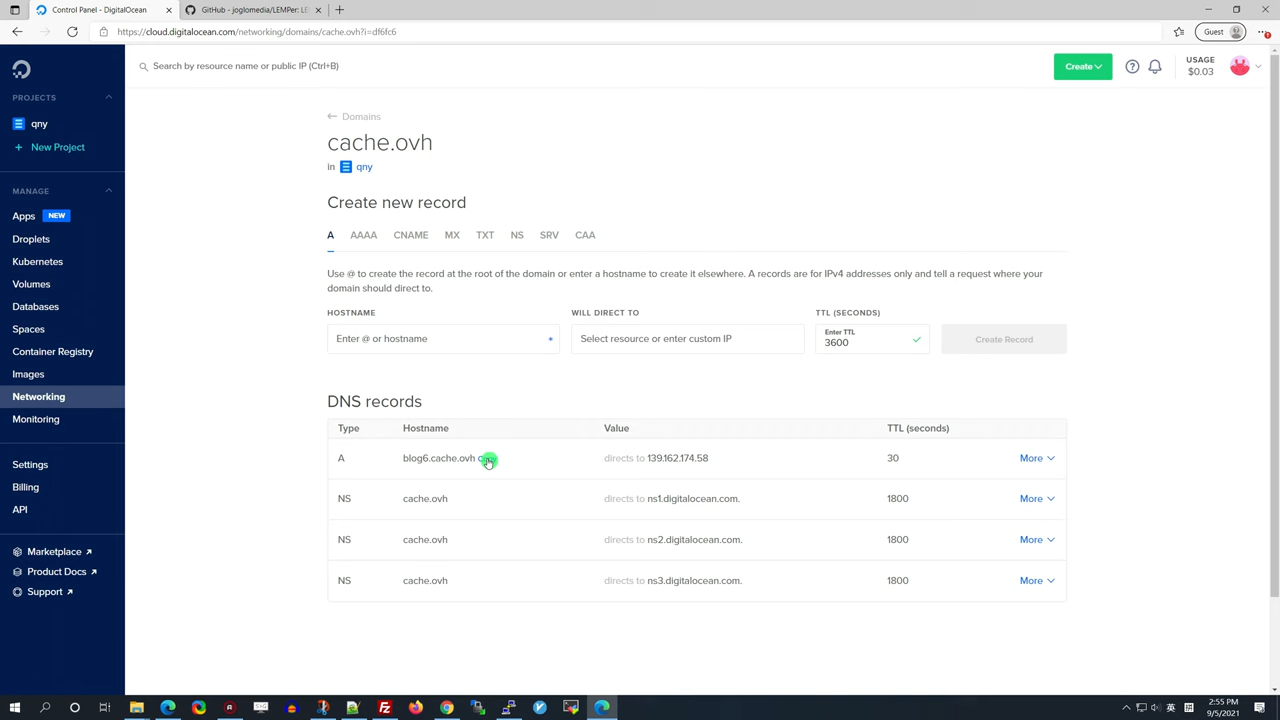 Control Panel - DigitalOcean
GitHub - joglomedia/LEMPer: LE
https://cloud.digitalocean.com/networking/domains/cache.ovh?i=df6fc6
Guest
Search by resource name or public IP (Ctrl+B)
Create
USAGE
$0.03
PROJECTS
qny
+ New Project
MANAGE
Apps NEW
Droplets
Kubernetes
Volumes
Databases
Spaces
Container Registry
Images
Networking
Monitoring
Settings
Billing
API
Marketplace
Product Docs
Support
← Domains
cache.ovh
in qny
Create new record
A AAAA CNAME MX TXT NS SRV CAA
Use @ to create the record at the root of the domain or enter a hostname to create it elsewhere. A records are for IPv4 addresses only and tell a request where your
domain should direct to.
HOSTNAME WILL DIRECT TO TTL (SECONDS)
Enter @ or hostname *
Select resource or enter custom IP
Enter TTL
3600
Create Record
DNS records
Type Hostname Value TTL (seconds)
A blog6.cache.ovh directs to 139.162.174.58 30 More
NS cache.ovh directs to ns1.digitalocean.com. 1800 More
NS cache.ovh directs to ns2.digitalocean.com. 1800 More
NS cache.ovh directs to ns3.digitalocean.com. 1800 More
英
拼
2:55 PM
9/5/2021